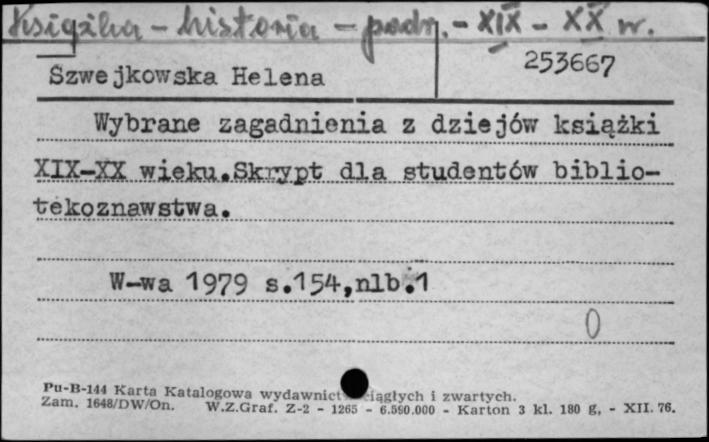 Książka - historia - podr. - XIX - XX w.
253667
Szwejkowska Helena
Wybrane zagadnienia z dziejów książki
XIX-XX wieku.Skrypt dla studentów biblio-
tekoznawstwa.
W-wa 1979 s.154,nlb.1
0
Pu-B-144 Karta Katalogowa wydawnict ciągłych i zwartych.
Zam. 1648/DW/On. W.Z.Graf. Z-2 - 1265 - 6.590.000 - Karton 3 kl. 180 g, - XII. 76.